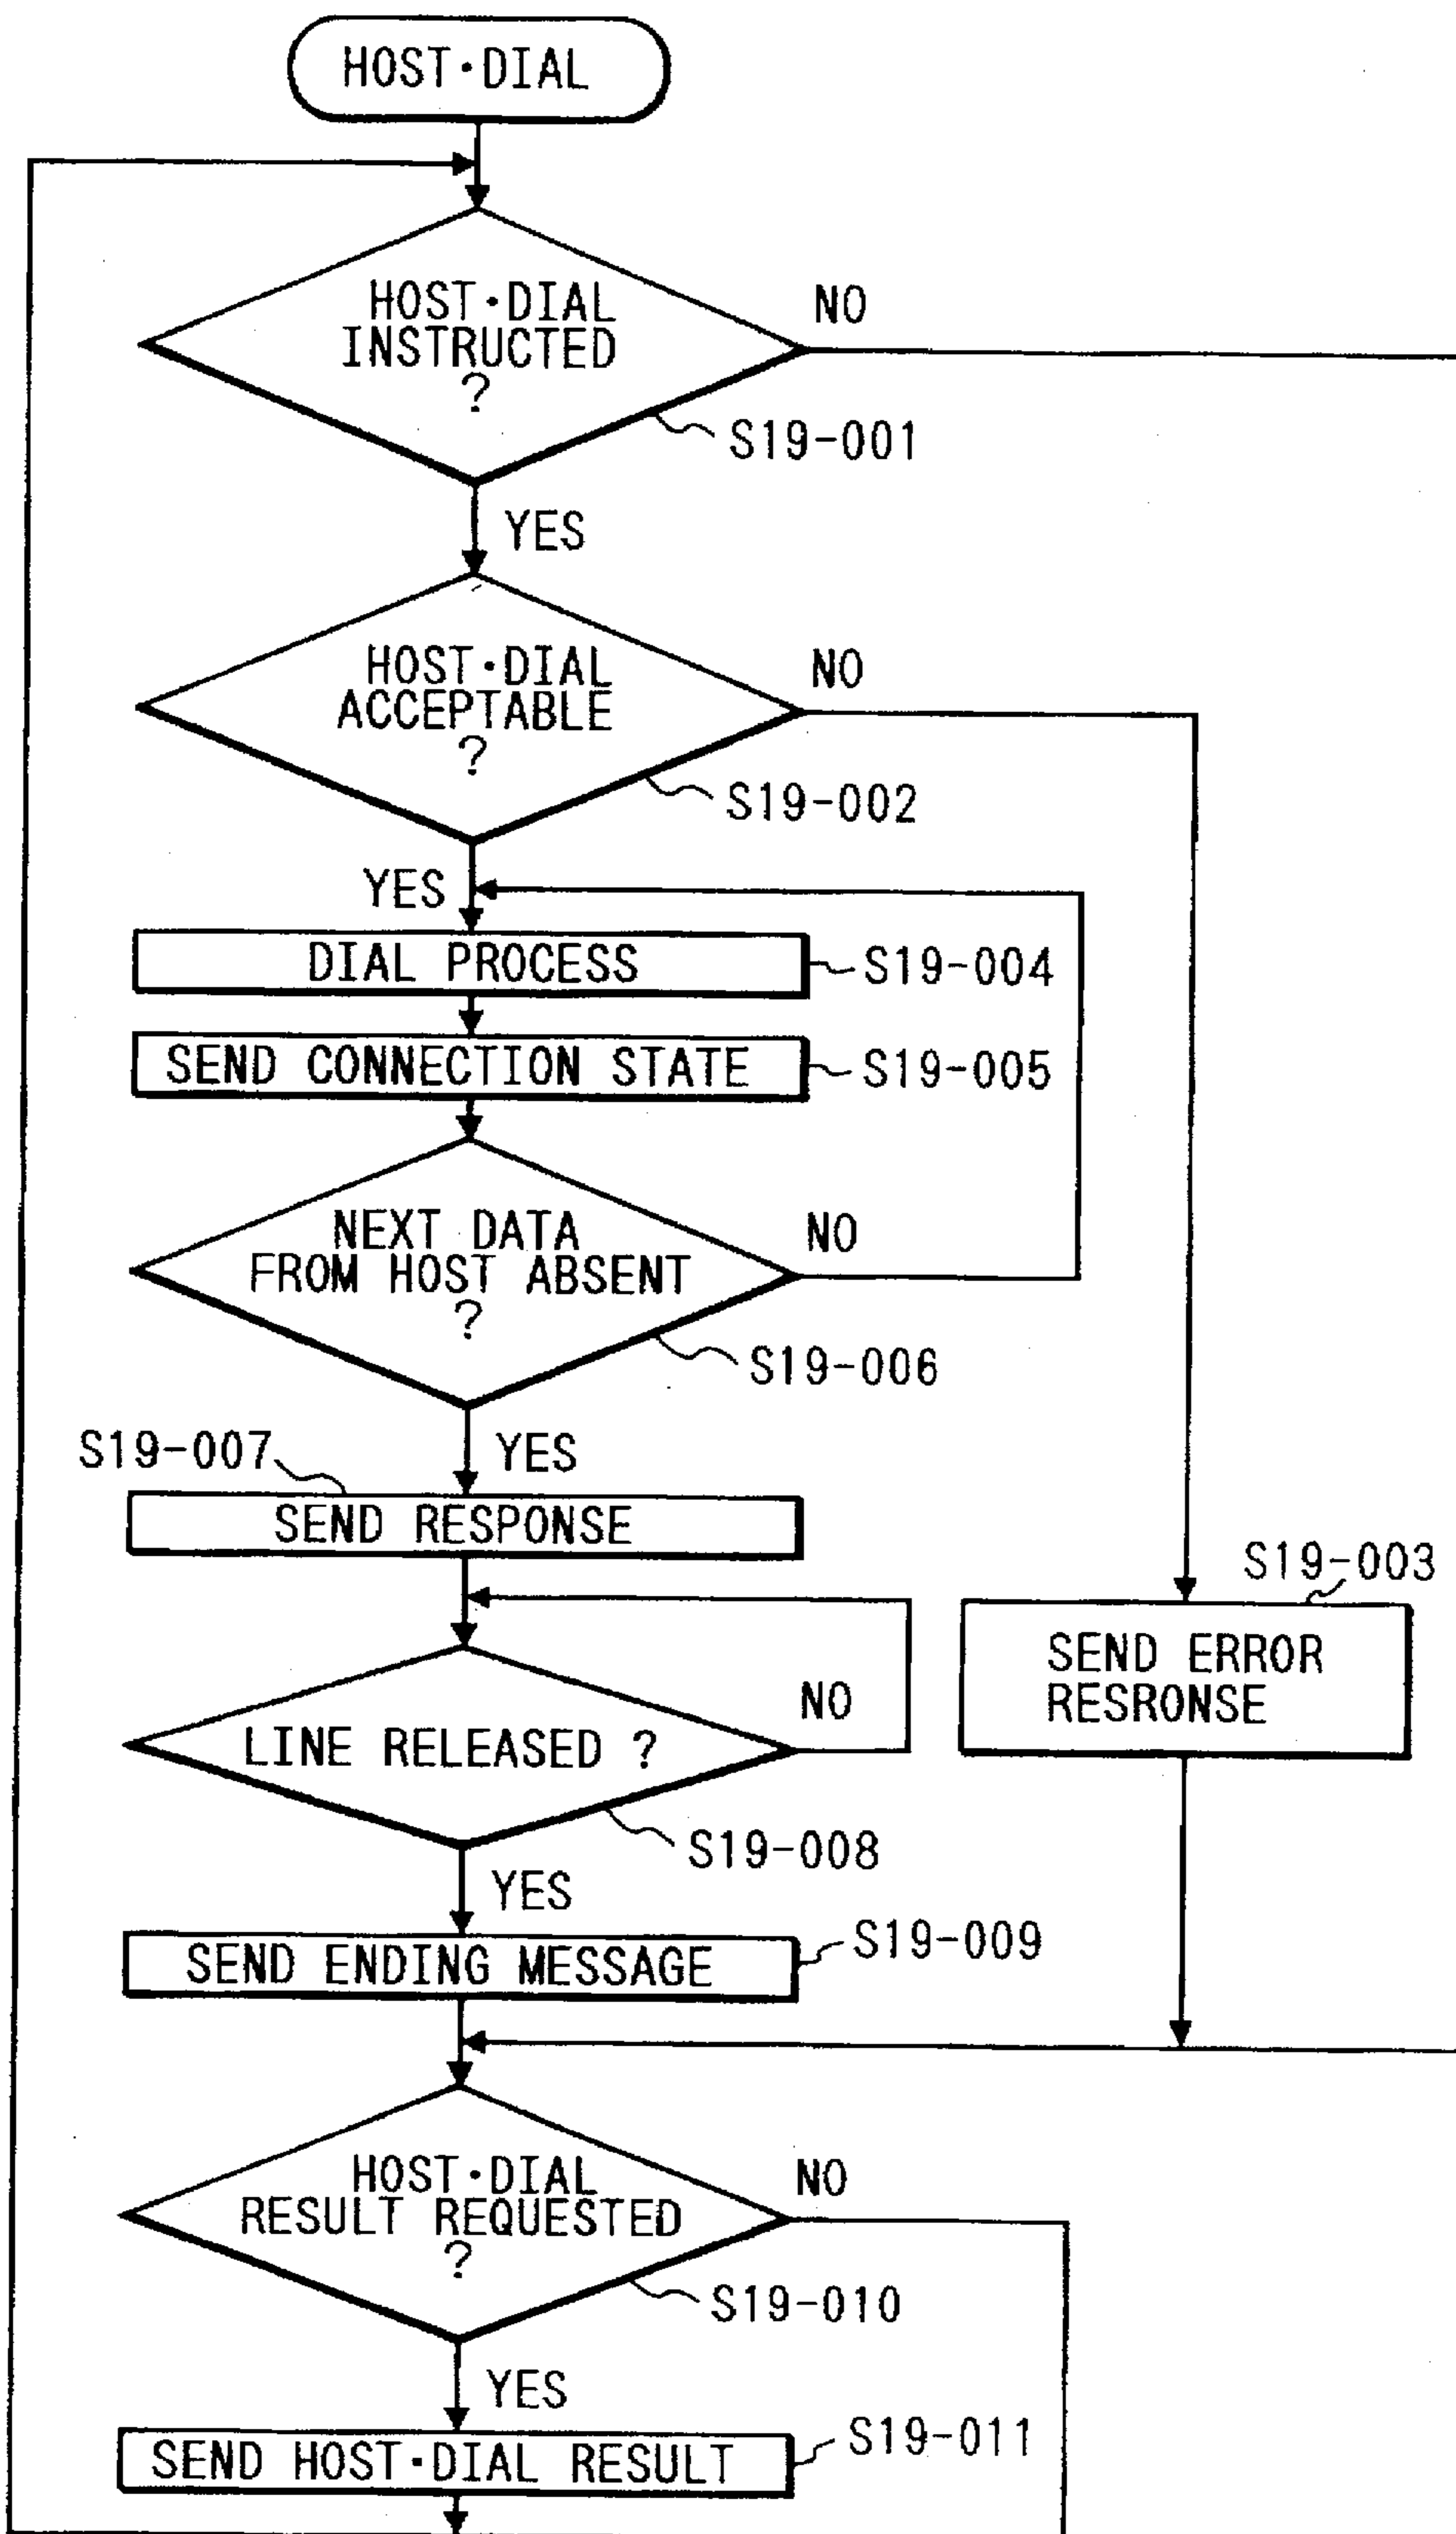 HOST·DIAL
HOST·DIAL
INSTRUCTED
?
NO
S19-001
YES
HOST·DIAL
ACCEPTABLE
?
NO
S19-002
YES
DIAL PROCESS
S19-004
SEND CONNECTION STATE
S19-005
NEXT DATA
FROM HOST ABSENT
?
NO
S19-006
YES
S19-007
SEND RESPONSE
S19-003
SEND ERROR
RESRONSE
LINE RELEASED ?
NO
S19-008
YES
SEND ENDING MESSAGE
S19-009
HOST·DIAL
RESULT REQUESTED
?
NO
S19-010
YES
SEND HOST·DIAL RESULT
S19-011